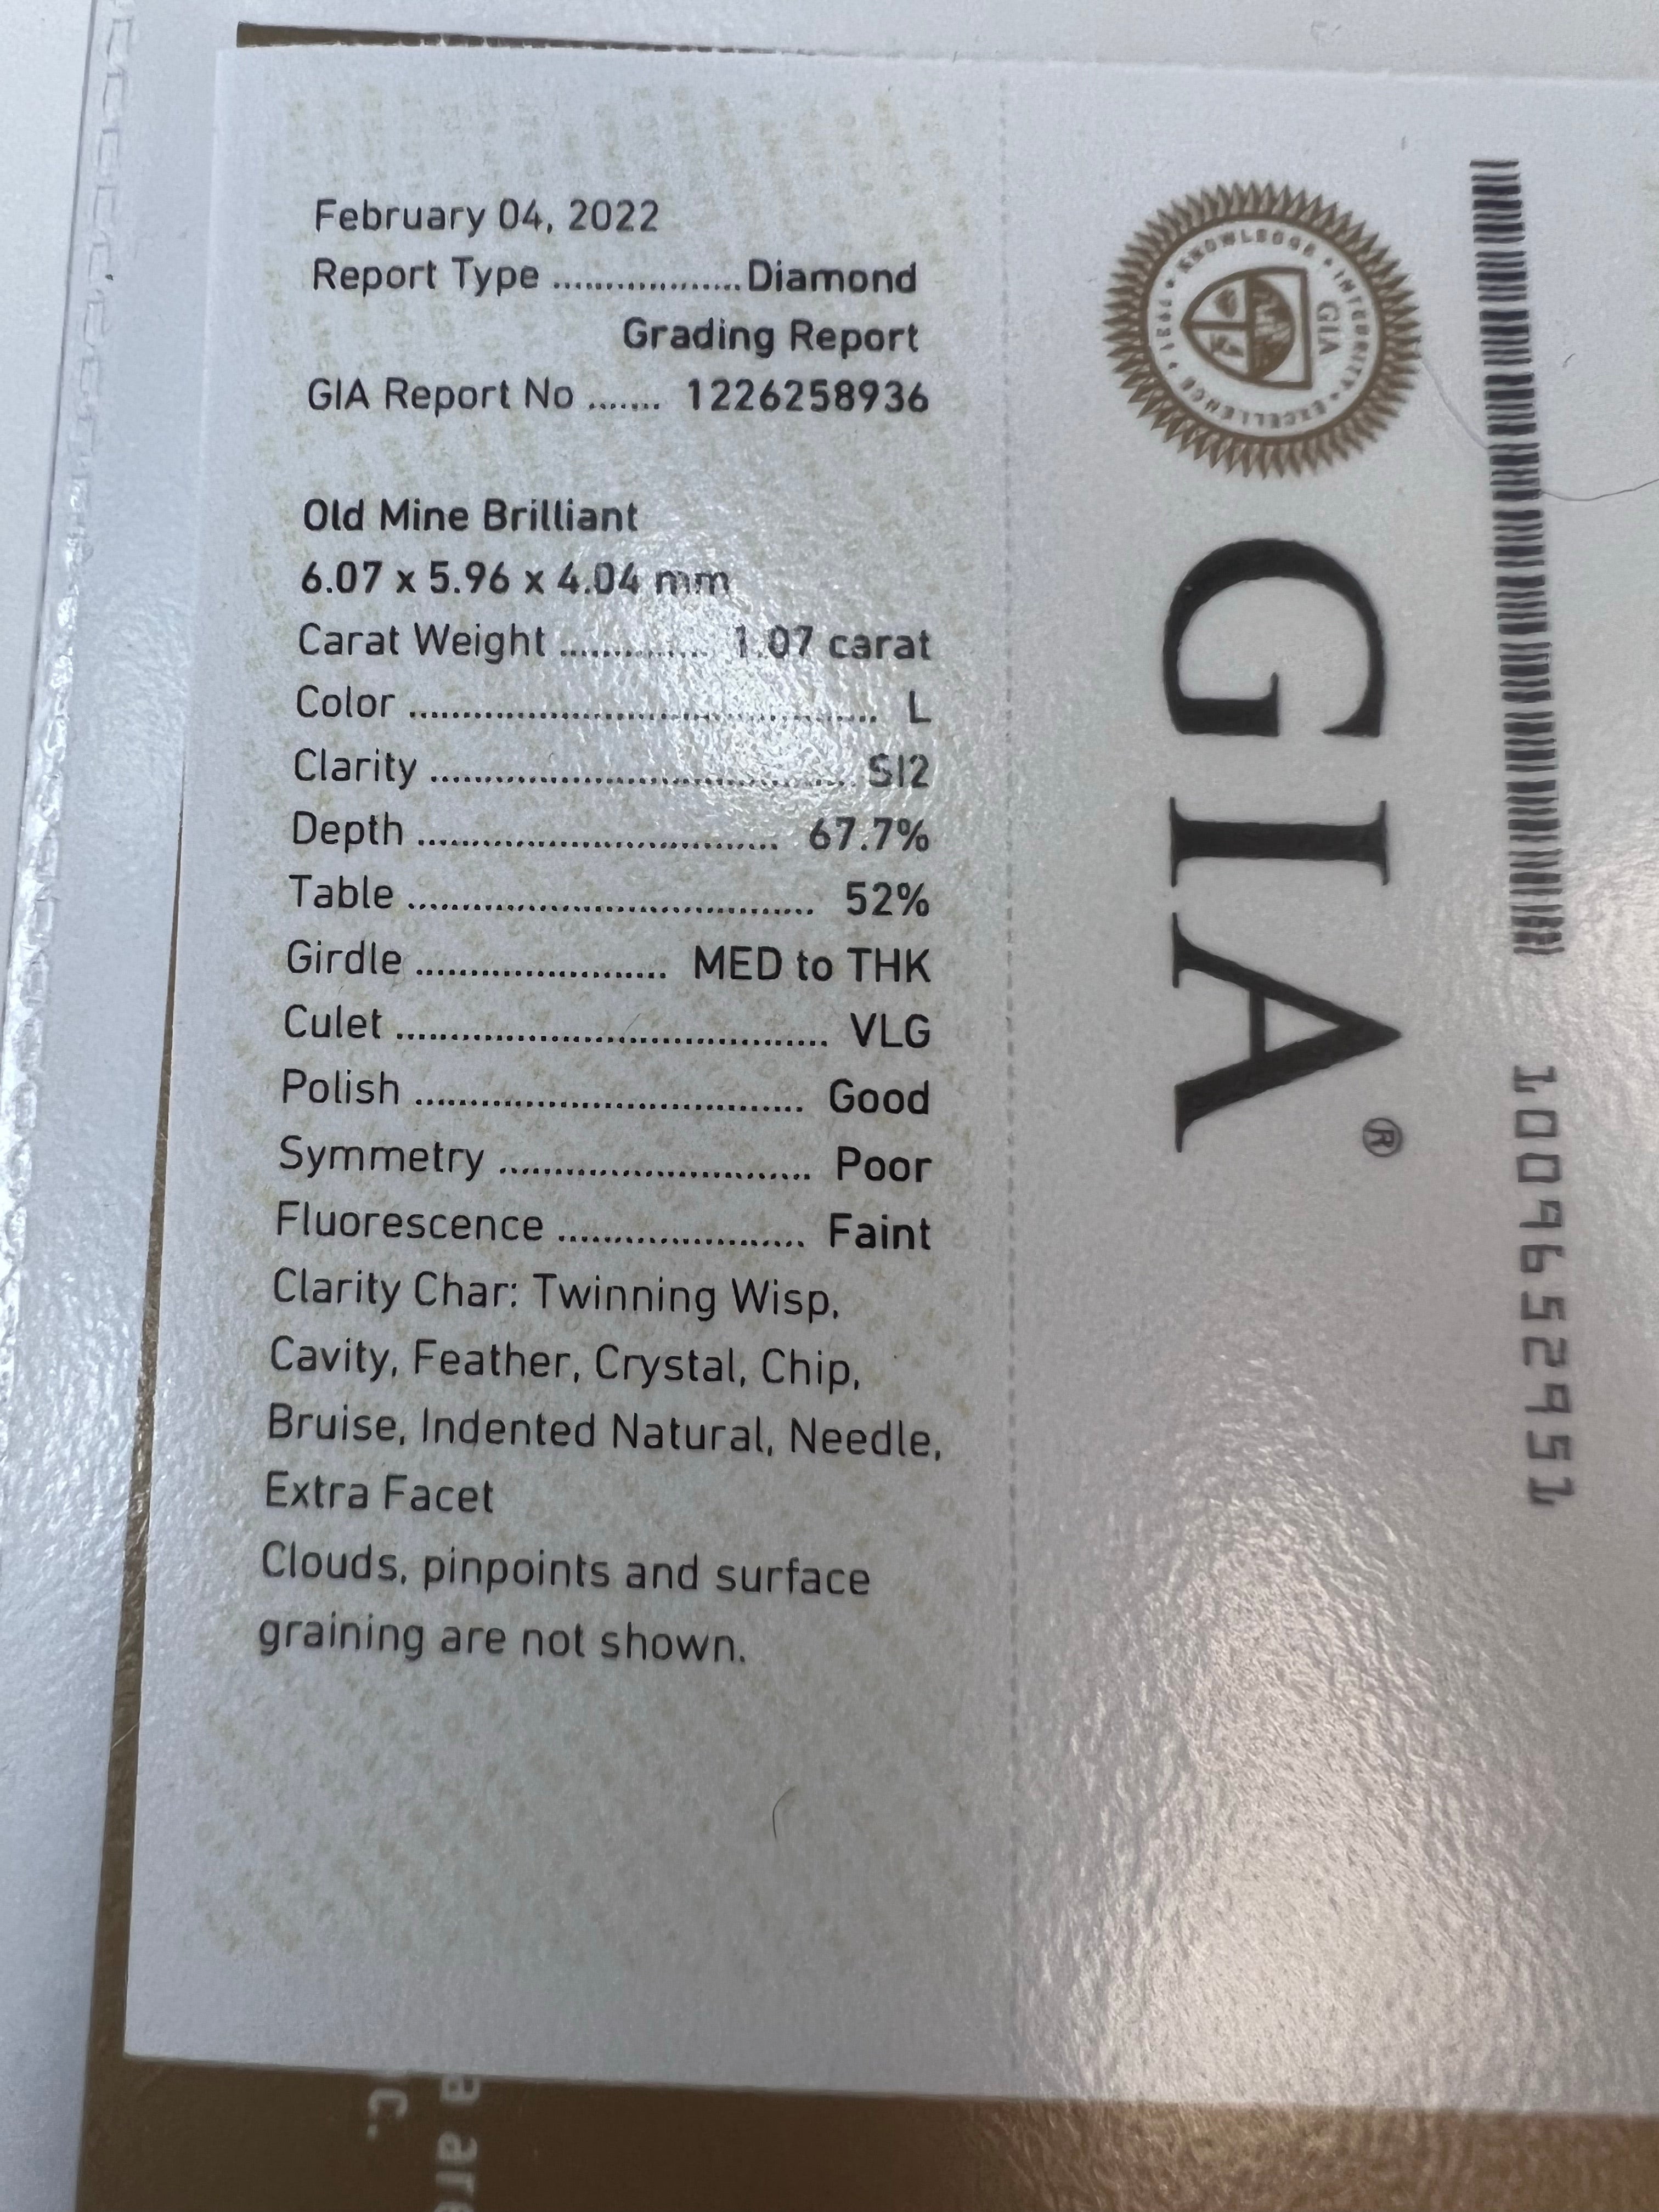 February 04, 2022
Report Type ................... Diamond
Grading Report
GIA Report No ....... 1226258936
Old Mine Brilliant
6.07 x 5.96 x 4.04 mm
Carat Weight .............. 1.07 carat
Color ............................................ L
Clarity ........................................ SI2
Depth .................................. 67.7%
Table ...................................... 52%
Girdle ....................... MED to THK
Culet ........................................ VLG
Polish .................................... Good
Symmetry ............................ Poor
Fluorescence ...................... Faint
Clarity Char: Twinning Wisp,
Cavity, Feather, Crystal, Chip,
Bruise, Indented Natural, Needle,
Extra Facet
Clouds, pinpoints and surface
graining are not shown.
KNOWLEDGE • INTEGRITY • EXCELLENCE • 1931 •
GIA
GIA®
1009652951